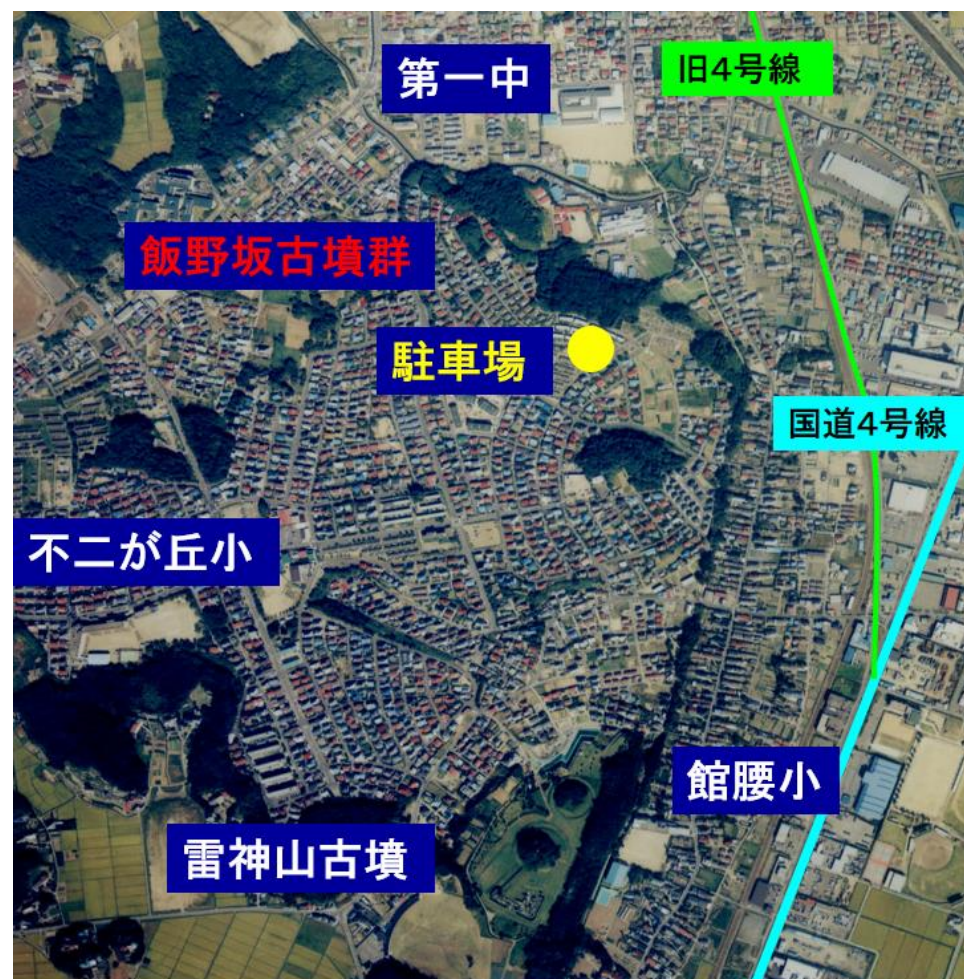 第一中
旧4号線
飯野坂古墳群
駐車場
国道4号線
不二が丘小
館腰小
雷神山古墳